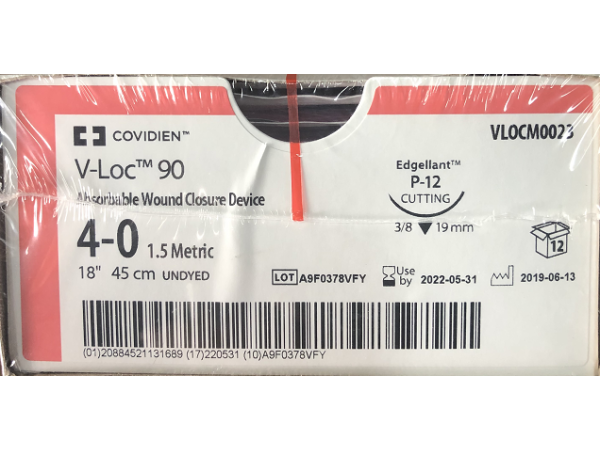 COVIDIEN™
VLOCM0023
V-Loc™ 90
Absorbable Wound Closure Device
Edgellant™
P-12
CUTTING
3/8 19 mm
4-0 1.5 Metric
18" 45 cm UNDYED
12
LOT A9F0378VFY
Use by 2022-05-31
2019-06-13
(01)20884521131689 (17)220531 (10)A9F0378VFY